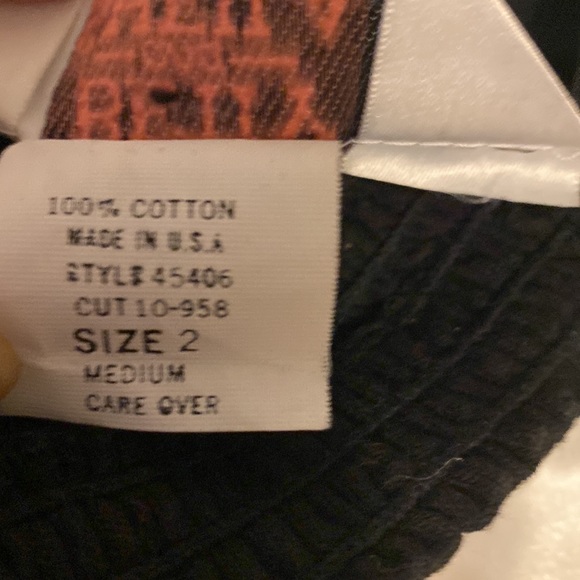 100% COTTON
MADE IN U.S.A
STYLE 45406
CUT 10-958
SIZE 2
MEDIUM
CARE OVER